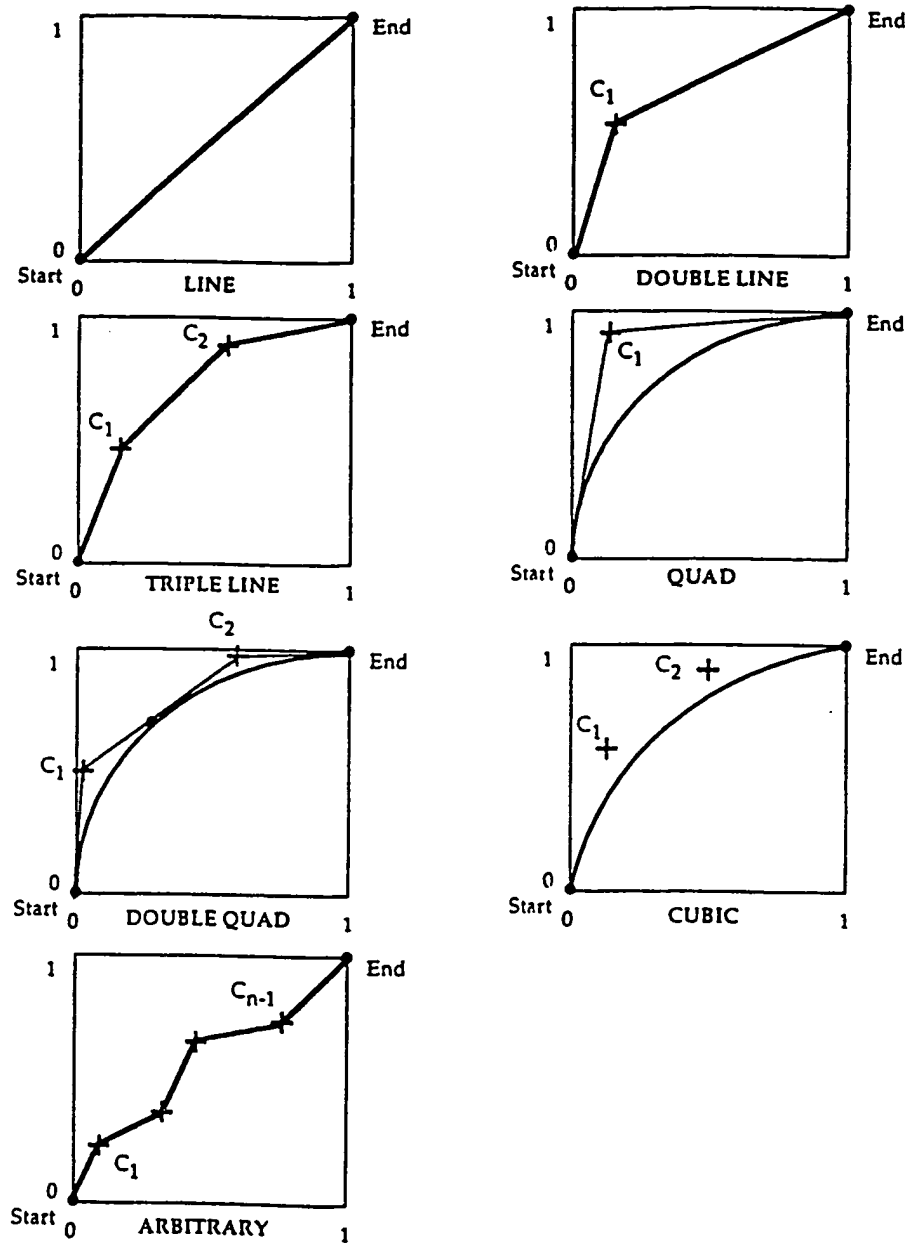 1
End
0
Start
0
LINE
1
1
End
C1
0
Start
0
DOUBLE LINE
1
1
C2
End
C1
0
Start
0
TRIPLE LINE
1
1
End
C1
0
Start
0
QUAD
1
C2
1
End
C1
0
Start
0
DOUBLE QUAD
1
1
C2
End
C1
0
Start
0
CUBIC
1
1
End
Cn-1
C1
0
Start
0
ARBITRARY
1